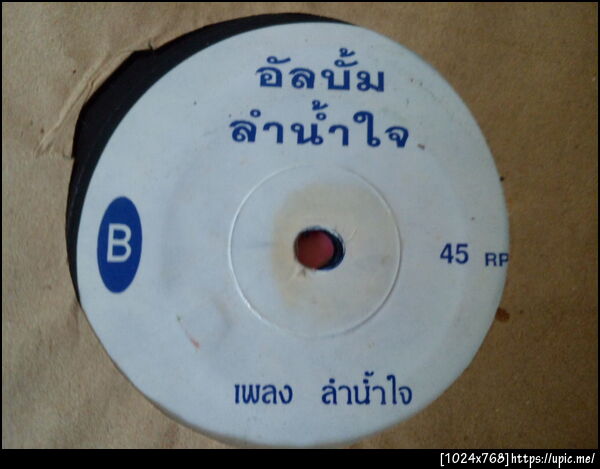 อัลบั้ม
ลำน้ำใจ
B
45 RP
เพลง ลำน้ำใจ
[1024x768]https://upic.me/